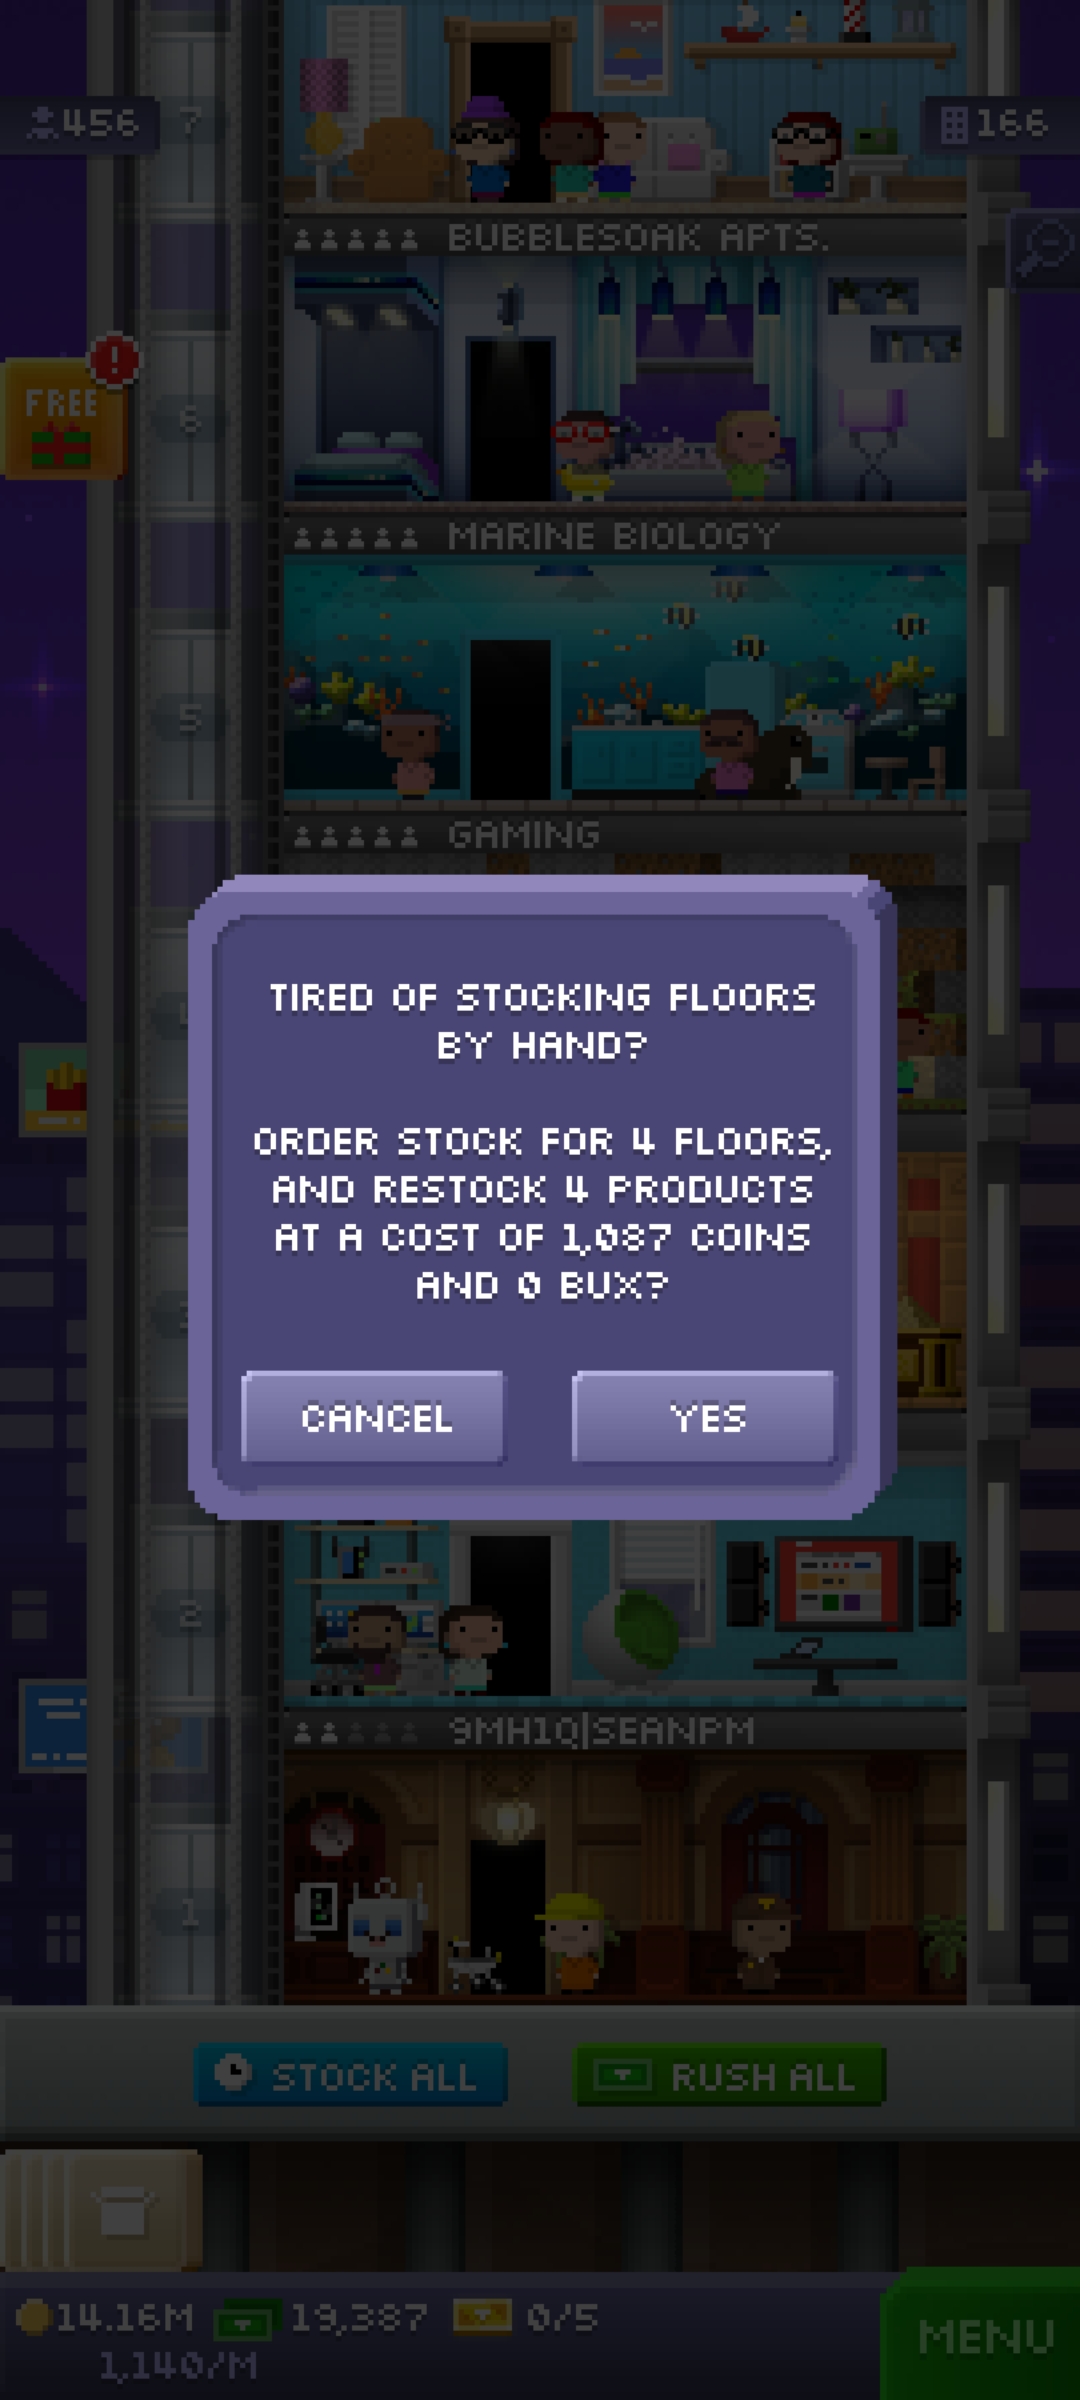 456
7
166
BUBBLESOAK APTS.
FREE
!
6
MARINE BIOLOGY
5
GAMING
TIRED OF STOCKING FLOORS
BY HAND?
ORDER STOCK FOR 4 FLOORS,
AND RESTOCK 4 PRODUCTS
AT A COST OF 1,087 COINS
AND 0 BUX?
CANCEL
YES
2
9MH1Q|SEANPM
1
STOCK ALL
RUSH ALL
14.16M
19,387
0/5
1,140/M
MENU